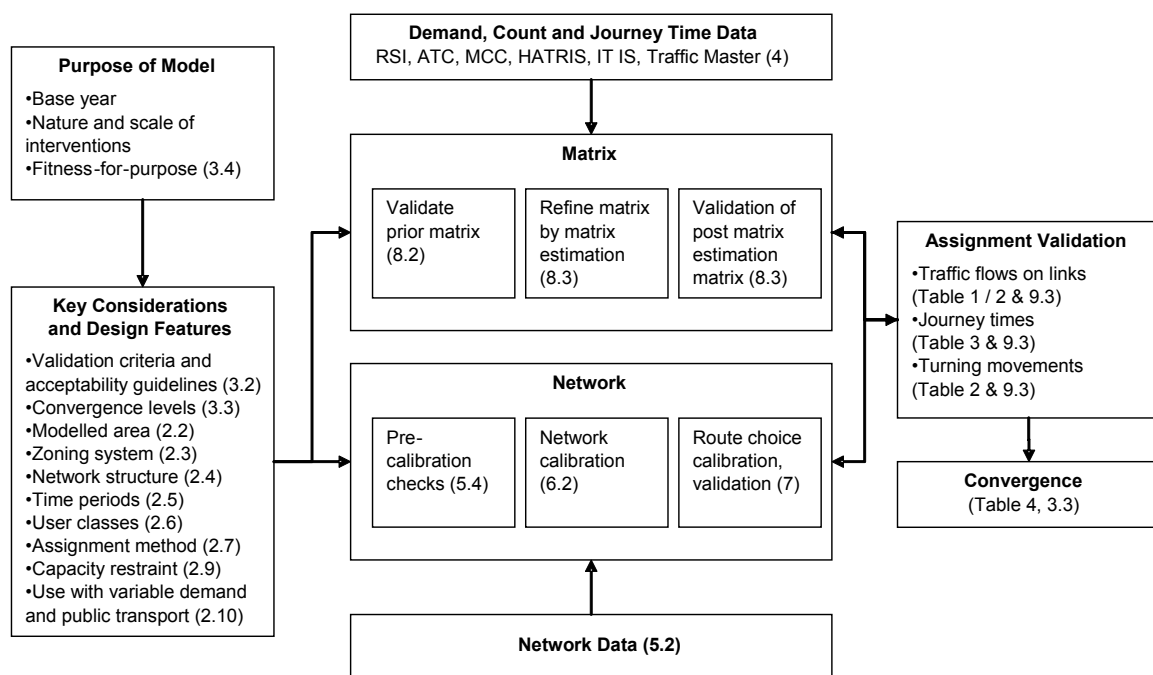 Demand, Count and Journey Time Data
RSI, ATC, MCC, HATRIS, IT IS, Traffic Master (4)
Purpose of Model
•Base year
•Nature and scale of
interventions
•Fitness-for-purpose (3.4)
Matrix
Validate
prior matrix
(8.2)
Refine matrix
by matrix
estimation
(8.3)
Validation of
post matrix
estimation
matrix (8.3)
Key Considerations
and Design Features
•Validation criteria and
acceptability guidelines (3.2)
•Convergence levels (3.3)
•Modelled area (2.2)
•Zoning system (2.3)
•Network structure (2.4)
•Time periods (2.5)
•User classes (2.6)
•Assignment method (2.7)
•Capacity restraint (2.9)
•Use with variable demand
and public transport (2.10)
Network
Pre-
calibration
checks (5.4)
Network
calibration
(6.2)
Route choice
calibration,
validation (7)
Assignment Validation
•Traffic flows on links
(Table 1 / 2 & 9.3)
•Journey times
(Table 3 & 9.3)
•Turning movements
(Table 2 & 9.3)
Convergence
(Table 4, 3.3)
Network Data (5.2)